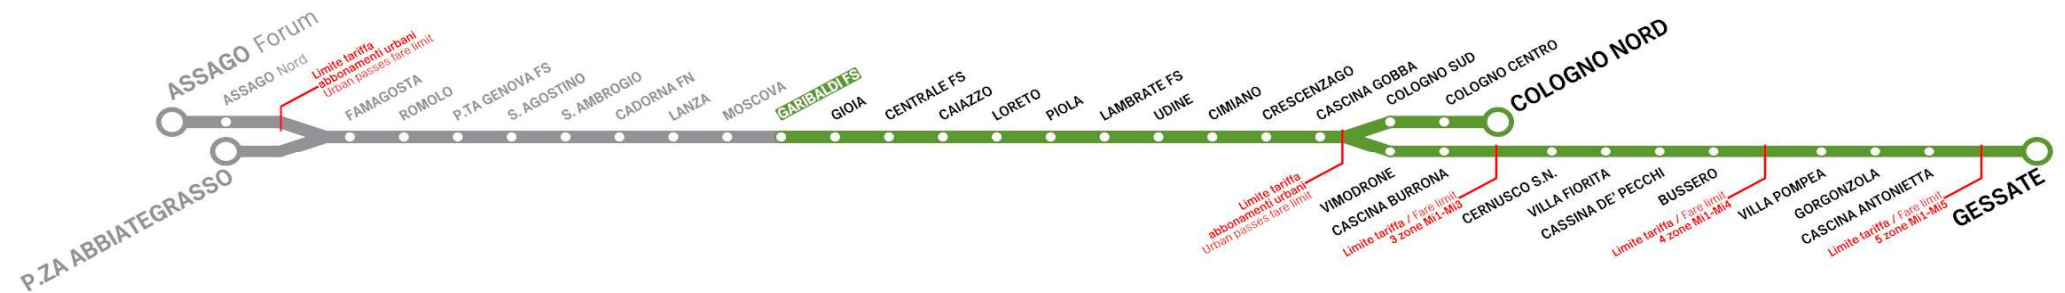 ASSAGO Forum
ASSAGO Nord
Limite tariffa
abbonamenti urbani
Urban passes fare limit
P.ZA ABBIATEGRASSO
FAMAGOSTA
ROMOLO
P.TA GENOVA FS
S. AGOSTINO
S. AMBROGIO
CADORNA FN
LANZA
MOSCOVA
GARIBALDI FS
GIOIA
CENTRALE FS
CAIAZZO
LORETO
PIOLA
LAMBRATE FS
UDINE
CIMIANO
CRESCENZAGO
CASCINA GOBBA
COLOGNO SUD
COLOGNO CENTRO
COLOGNO NORD
Limite tariffa
abbonamenti urbani
Urban passes fare limit
VIMODRONE
CASCINA BURRONA
Limite tariffa / Fare limit
3 zone Mi1-Mi3
CERNUSCO S.N.
VILLA FIORITA
CASSINA DE' PECCHI
BUSSERO
Limite tariffa / Fare limit
4 zone Mi1-Mi4
VILLA POMPEA
GORGONZOLA
CASCINA ANTONIETTA
Limite tariffa / Fare limit
5 zone Mi1-Mi5
GESSATE